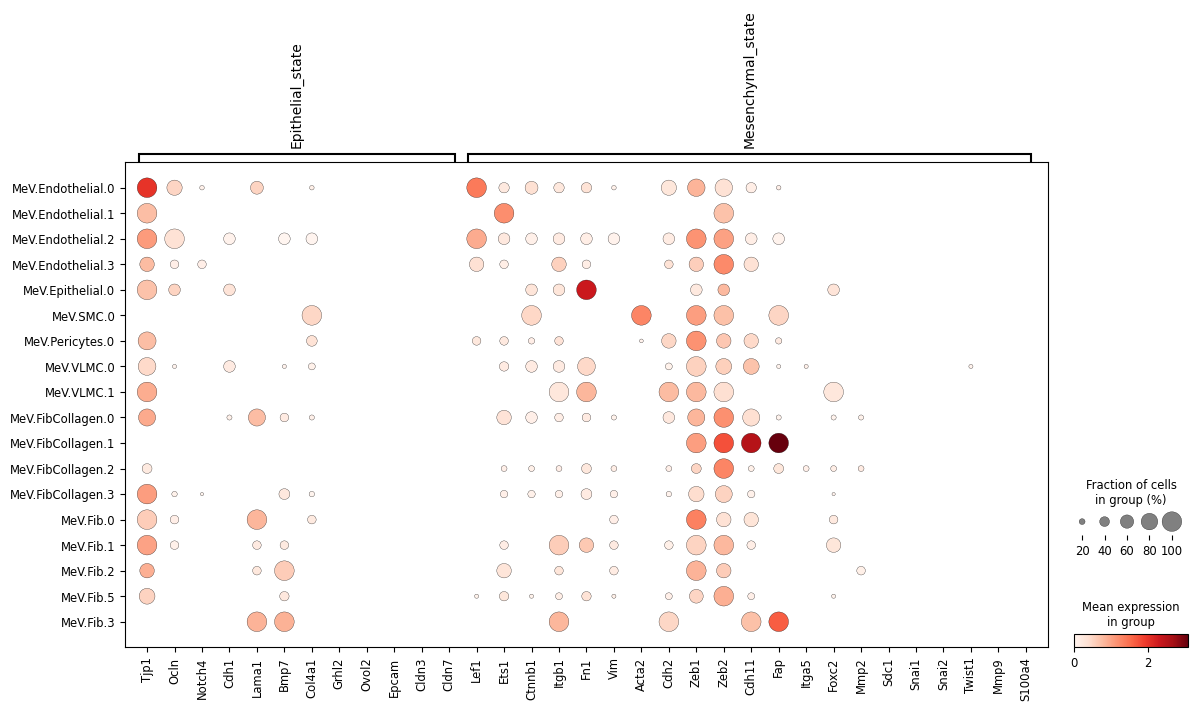 Epithelial_state
Mesenchymal_state
MeV.Endothelial.0
MeV.Endothelial.1
MeV.Endothelial.2
MeV.Endothelial.3
MeV.Epithelial.0
MeV.SMC.0
MeV.Pericytes.0
MeV.VLMC.0
MeV.VLMC.1
MeV.FibCollagen.0
MeV.FibCollagen.1
MeV.FibCollagen.2
MeV.FibCollagen.3
MeV.Fib.0
MeV.Fib.1
MeV.Fib.2
MeV.Fib.5
MeV.Fib.3
Tjp1
Ocln
Notch4
Cdh1
Lama1
Bmp7
Col4a1
Grhl2
Ovol2
Epcam
Cldn3
Cldn7
Lef1
Ets1
Ctnnb1
Itgb1
Fn1
Vim
Acta2
Cdh2
Zeb1
Zeb2
Cdh11
Fap
Itga5
Foxc2
Mmp2
Sdc1
Snai1
Snai2
Twist1
Mmp9
S100a4
Fraction of cells
in group (%)
20 40 60 80 100
Mean expression
in group
0 2